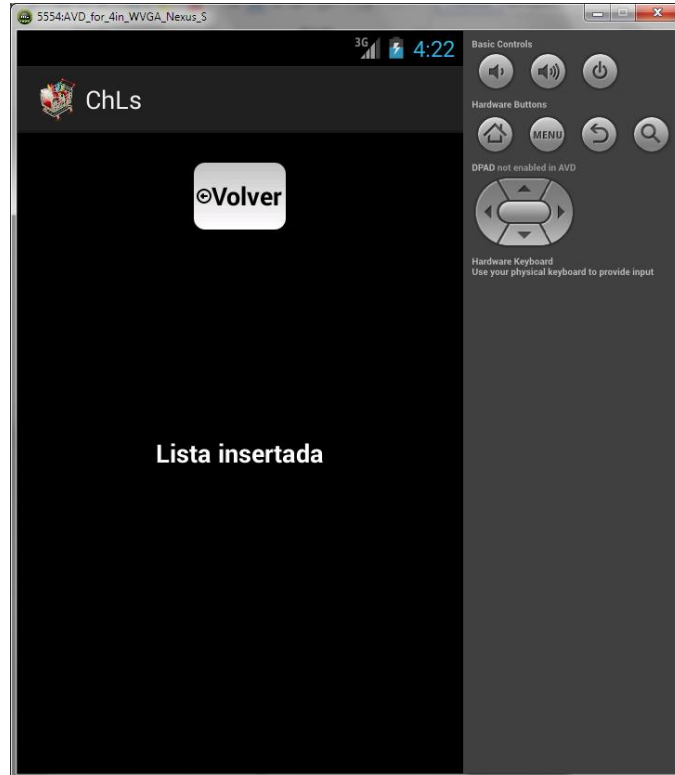 5554:AVD_for_4in_WVGA_Nexus_S
3G
4:22
ChLs
Volver
Lista insertada
Basic Controls
Hardware Buttons
MENU
DPAD not enabled in AVD
Hardware Keyboard
Use your physical keyboard to provide input